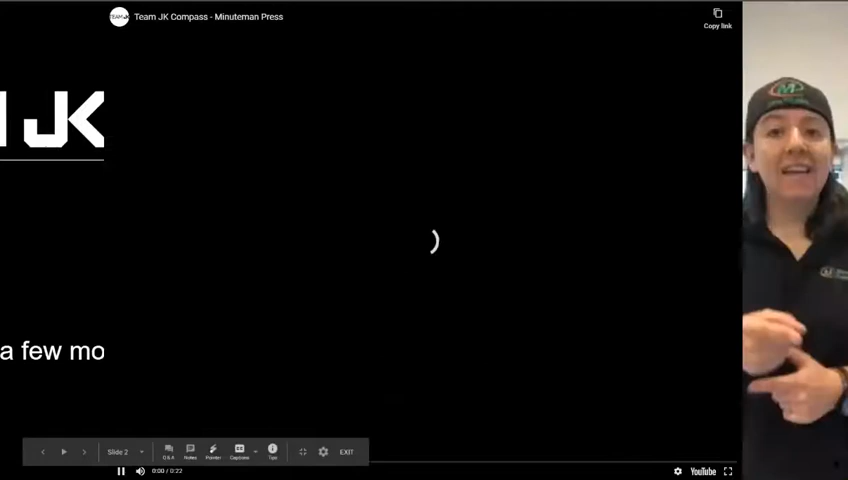 Team JK Compass - Minuteman Press
Copy link
JK
a few mo
Slide 2
Q & A
Notes
Pointer
Captions
Tips
EXIT
0:00 / 0:22
YouTube